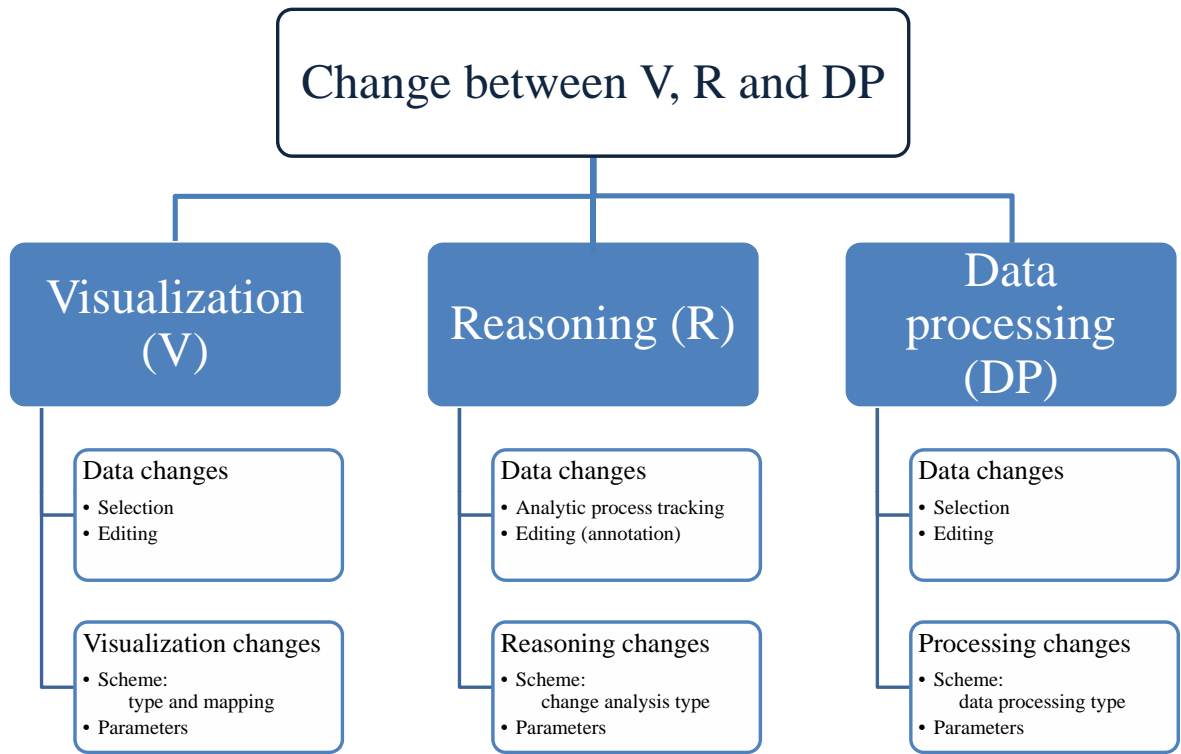 Change between V, R and DP
Visualization
(V)
Reasoning (R)
Data
processing
(DP)
Data changes
• Selection
• Editing
Visualization changes
• Scheme:
type and mapping
• Parameters
Data changes
• Analytic process tracking
• Editing (annotation)
Reasoning changes
• Scheme:
change analysis type
• Parameters
Data changes
• Selection
• Editing
Processing changes
• Scheme:
data processing type
• Parameters